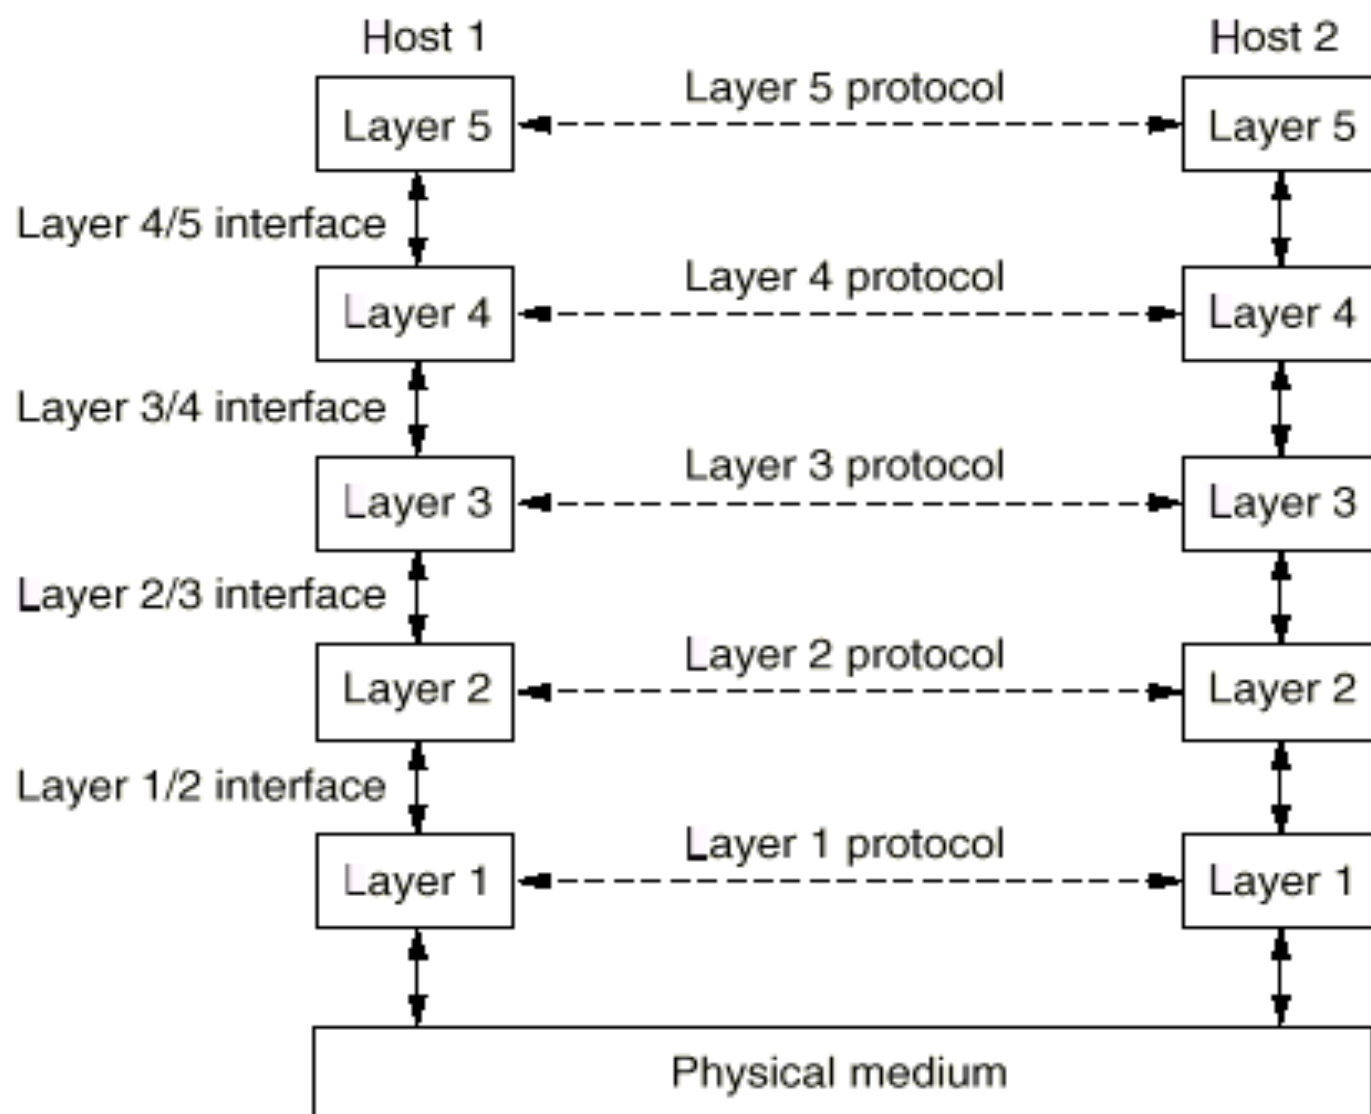 Host 1
Host 2
Layer 5 protocol
Layer 5
Layer 5
Layer 4/5 interface
Layer 4 protocol
Layer 4
Layer 4
Layer 3/4 interface
Layer 3 protocol
Layer 3
Layer 3
Layer 2/3 interface
Layer 2 protocol
Layer 2
Layer 2
Layer 1/2 interface
Layer 1 protocol
Layer 1
Layer 1
Physical medium